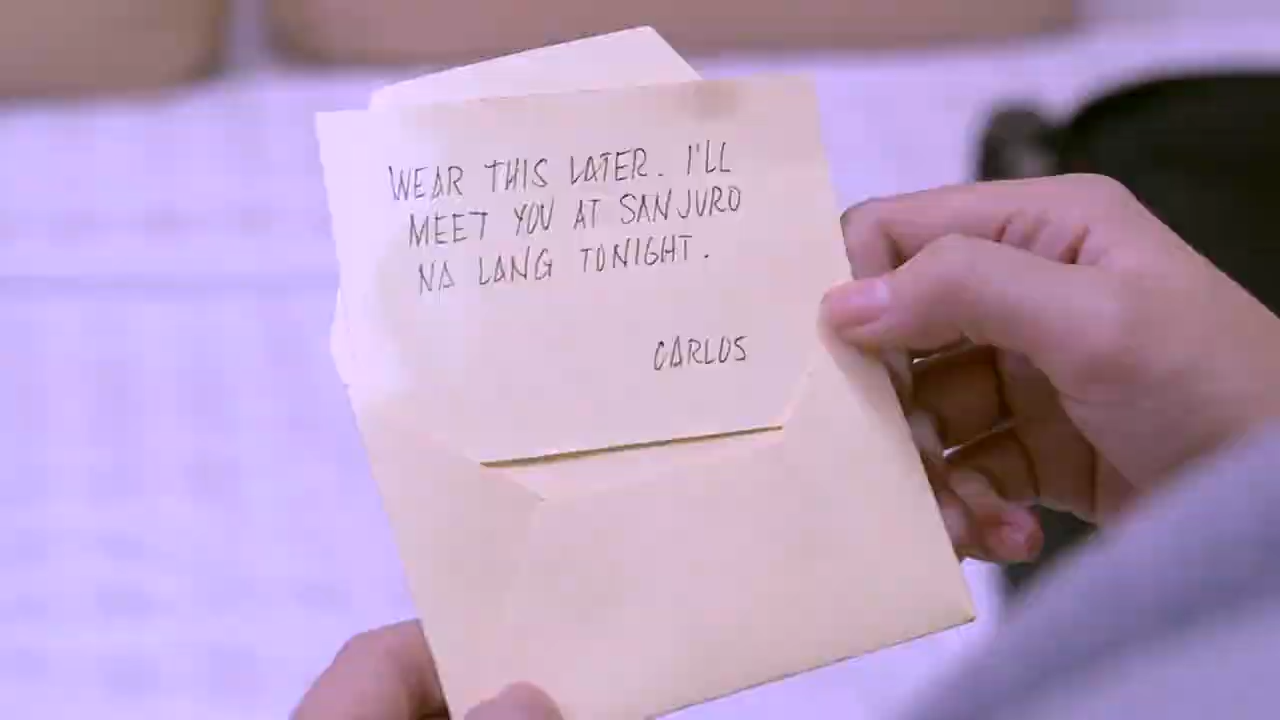 WEAR THIS LATER. I'LL
MEET YOU AT SANJURO
NA LANG TONIGHT.
CARLOS